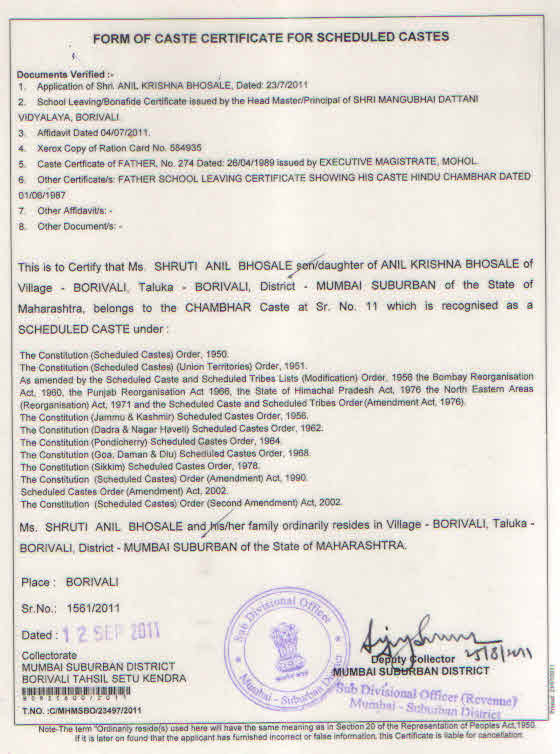 FORM OF CASTE CERTIFICATE FOR SCHEDULED CASTES
Documents Verified :-
1. Application of Shri. ANIL KRISHNA BHOSALE, Dated: 23/7/2011
2. School Leaving/Bonafide Certificate issued by the Head Master/Principal of SHRI MANGUBHAI DATTANI
VIDYALAYA, BORIVALI.
3. Affidavit Dated 04/07/2011.
4. Xerox Copy of Ration Card No. 584935
5. Caste Certficate of FATHER, No. 274 Dated: 26/04/1989 issued by EXECUTIVE MAGISTRATE, MOHOL.
6. Other Certificate/s: FATHER SCHOOL LEAVING CERTIFICATE SHOWING HIS CASTE HINDU CHAMBHAR DATED
01/06/1987
7. Other Affidavit/s: -
8. Other Document/s: -
This is to Certify that Ms. SHRUTI ANIL BHOSALE son/daughter of ANIL KRISHNA BHOSALE of
Village - BORIVALI, Taluka - BORIVALI, District - MUMBAI SUBURBAN of the State of
Maharashtra, belongs to the CHAMBHAR Caste at Sr. No. 11 which is recognised as a
SCHEDULED CASTE under :
The Constitution (Scheduled Castes) Order, 1950.
The Constitution (Scheduled Castes) (Union Territories) Order, 1951.
As amended by the Scheduled Caste and Scheduled Tribes Lists (Modification) Order, 1956 the Bombay Reorganisation
Act, 1960, the Punjab Reorganisation Act 1966, the State of Himachal Pradesh Act, 1976 the North Eastern Areas
(Reorganisation) Act, 1971 and the Scheduled Caste and Scheduled Tribes Order (Amendment Act, 1976).
The Constitution (Jammu & Kashmir) Scheduled Castes Order, 1956.
The Constitution (Dadra & Nagar Haveli) Scheduled Castes Order, 1962.
The Constitution (Pondicherry) Scheduled Castes Order, 1964.
The Constitution (Goa, Daman & Diu) Scheduled Castes Order, 1968.
The Constitution (Sikkim) Scheduled Castes Order, 1978.
The Constitution (Scheduled Castes) Order (Amendment) Act, 1990.
Scheduled Castes Order (Amendment) Act, 2002.
The Constitution (Scheduled Castes) Order (Second Amendment) Act, 2002.
Ms. SHRUTI ANIL BHOSALE and his/her family ordinarily resides in Village - BORIVALI, Taluka -
BORIVALI, District - MUMBAI SUBURBAN of the State of MAHARASHTRA.
Place : BORIVALI
Sr.No.: 1561/2011
Dated : 12 SEP 2011
Collectorate
MUMBAI SUBURBAN DISTRICT
BORIVALI TAHSIL SETU KENDRA
T.NO. :C/MHMSBO/23497/2011
Sub Divisional Officer
Mumbai - Suburban
25/8/2011
Deputy Collector
MUMBAI SUBURBAN DISTRICT
Sub Divisional Officer (Revenue)
Mumbai - Suburban District
Note-The term "Ordinarily reside(s) used here will have the same meaning as in Section 20 of the Representation of Peoples Act,1950.
If it is later on found that the applicant has furnished incorrect or false information, this Certificate is liable for cancellation.